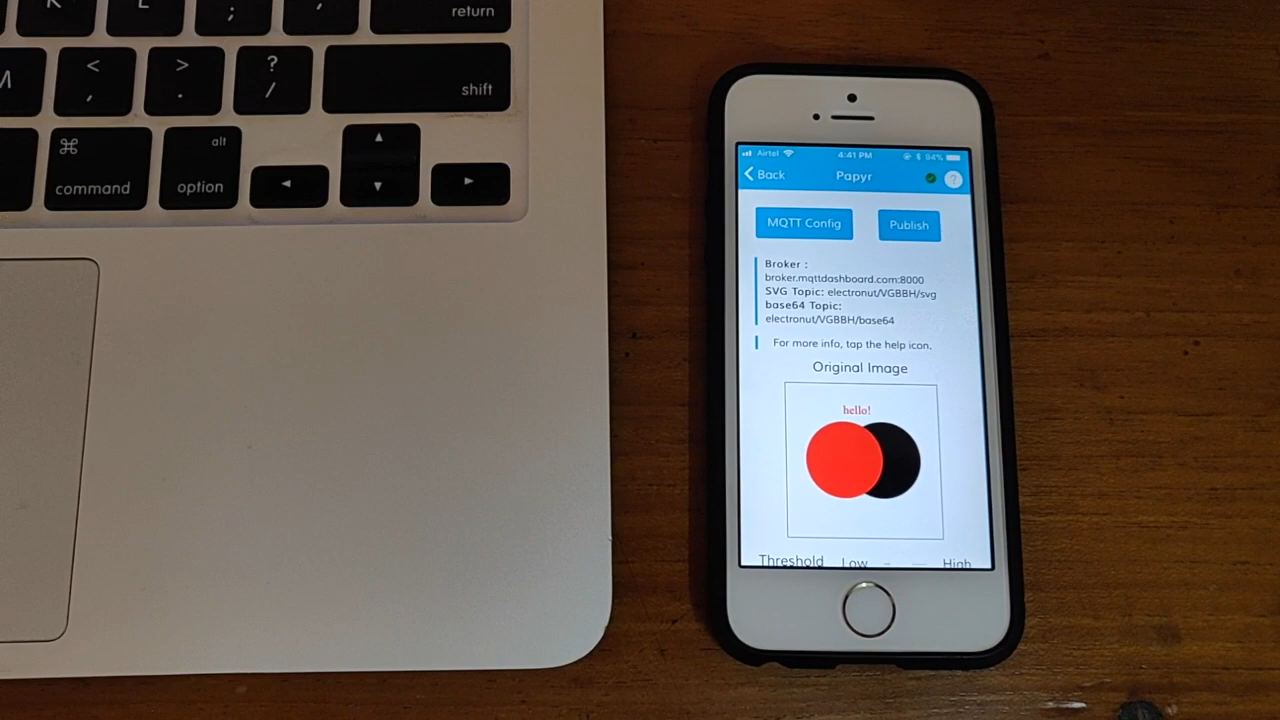 K L : ; "
return
M < , > . ? / shift
⌘ command alt option ▲ ◄ ▼ ►
Airtel 4:41 PM 94%
Back Papyr ?
MQTT Config Publish
Broker :
broker.mqttdashboard.com:8000
SVG Topic: electronut/VGBBH/svg
base64 Topic:
electronut/VGBBH/base64
For more info, tap the help icon.
Original Image
hello!
Threshold Low High